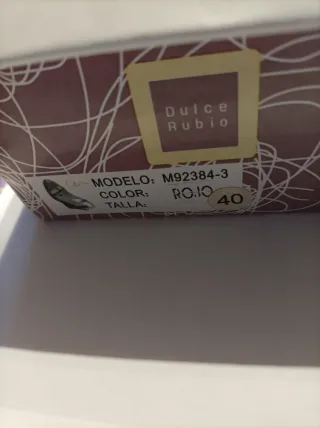 Dulce
Rubio
MODELO: M92384-3
COLOR: ROJO
TALLA: 40